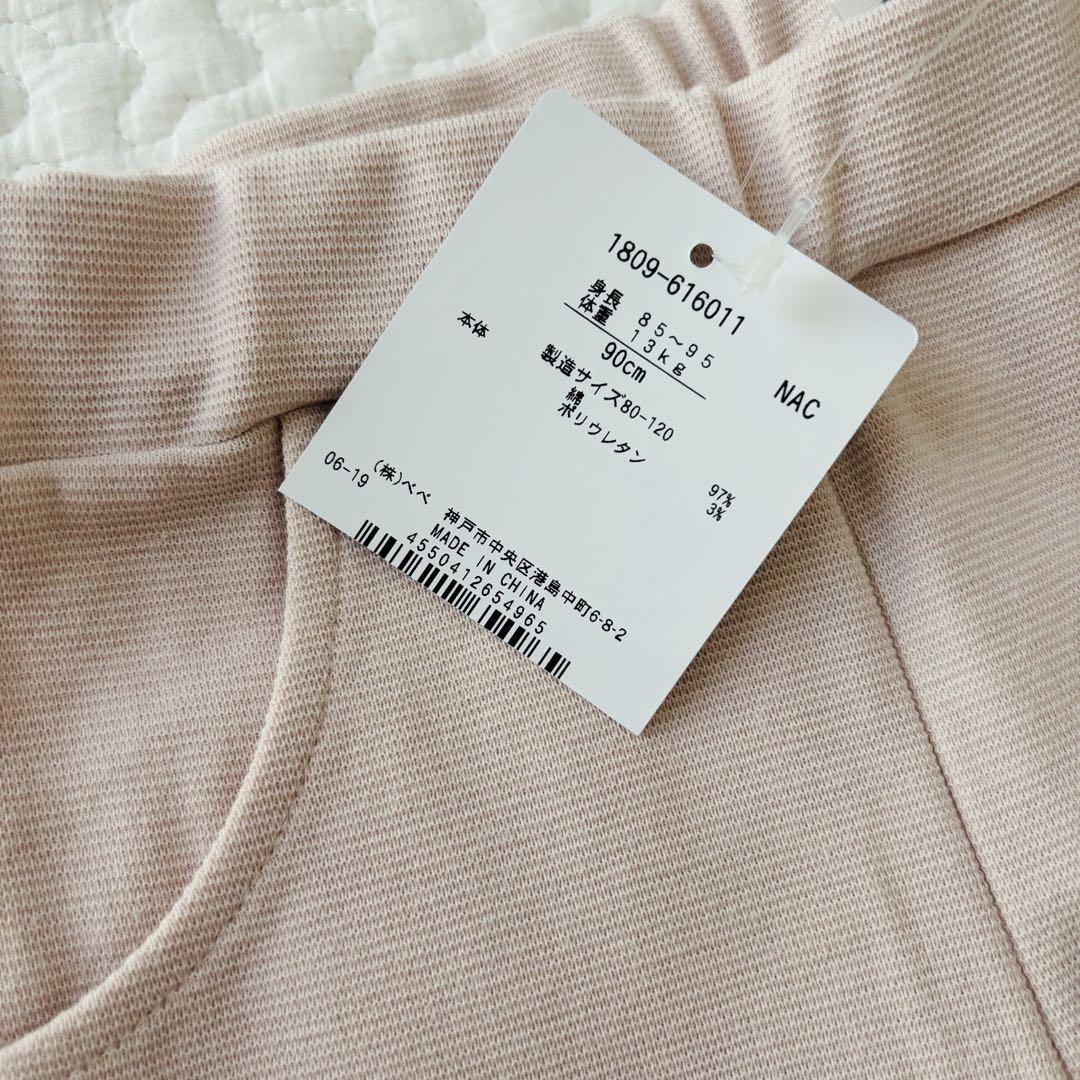 1809-616011
身長 85~95
体重 13kg
90cm
NAC
製造サイズ80-120
本体
綿 97%
ポリウレタン 3%
(株)ベベ
06-19
神戸市中央区港島中町6-8-2
MADE IN CHINA
4550412654965